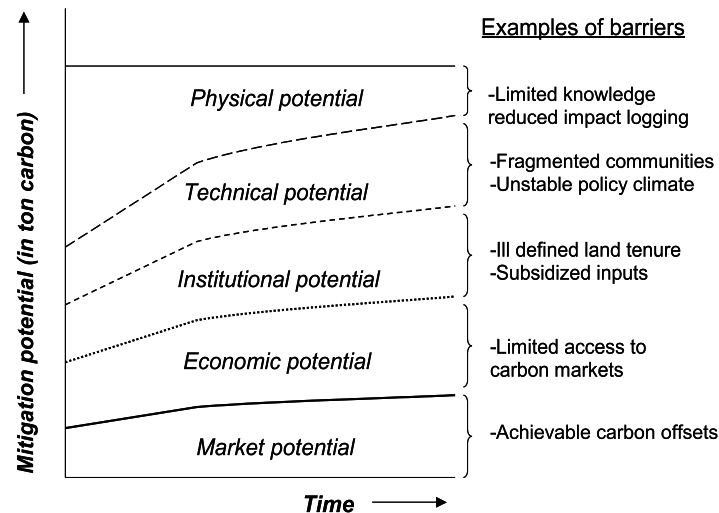 Examples of barriers
Mitigation potential (in ton carbon)
Physical potential
-Limited knowledge
reduced impact logging
Technical potential
-Fragmented communities
-Unstable policy climate
Institutional potential
-Ill defined land tenure
-Subsidized inputs
Economic potential
-Limited access to
carbon markets
Market potential
-Achievable carbon offsets
Time